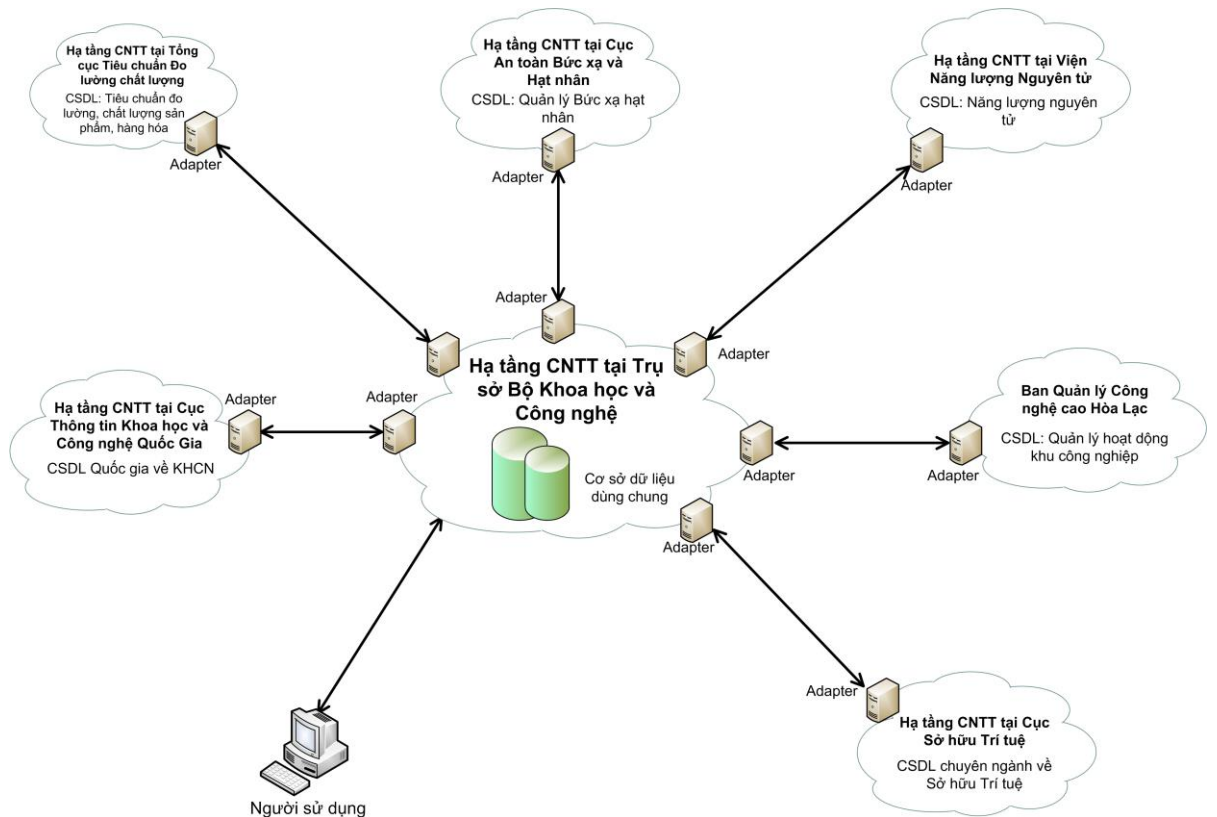 Hạ tầng CNTT tại Tổng
cục Tiêu chuẩn Đo
lường chất lượng
CSDL: Tiêu chuẩn đo
lường, chất lượng sản
phẩm, hàng hóa
Adapter
Hạ tầng CNTT tại Cục
An toàn Bức xạ và
Hạt nhân
CSDL: Quản lý Bức xạ hạt
nhân
Adapter
Hạ tầng CNTT tại Viện
Năng lượng Nguyên tử
CSDL: Năng lượng nguyên
tử
Adapter
Adapter
Adapter
Hạ tầng CNTT tại Trụ
sở Bộ Khoa học và
Công nghệ
Cơ sở dữ liệu
dùng chung
Adapter
Adapter
Hạ tầng CNTT tại Cục
Thông tin Khoa học và
Công nghệ Quốc Gia
CSDL Quốc gia về KHCN
Adapter
Adapter
Ban Quản lý Công
nghệ cao Hòa Lạc
CSDL: Quản lý hoạt động
khu công nghiệp
Adapter
Adapter
Hạ tầng CNTT tại Cục
Sở hữu Trí tuệ
CSDL chuyên ngành về
Sở hữu Trí tuệ
Người sử dụng